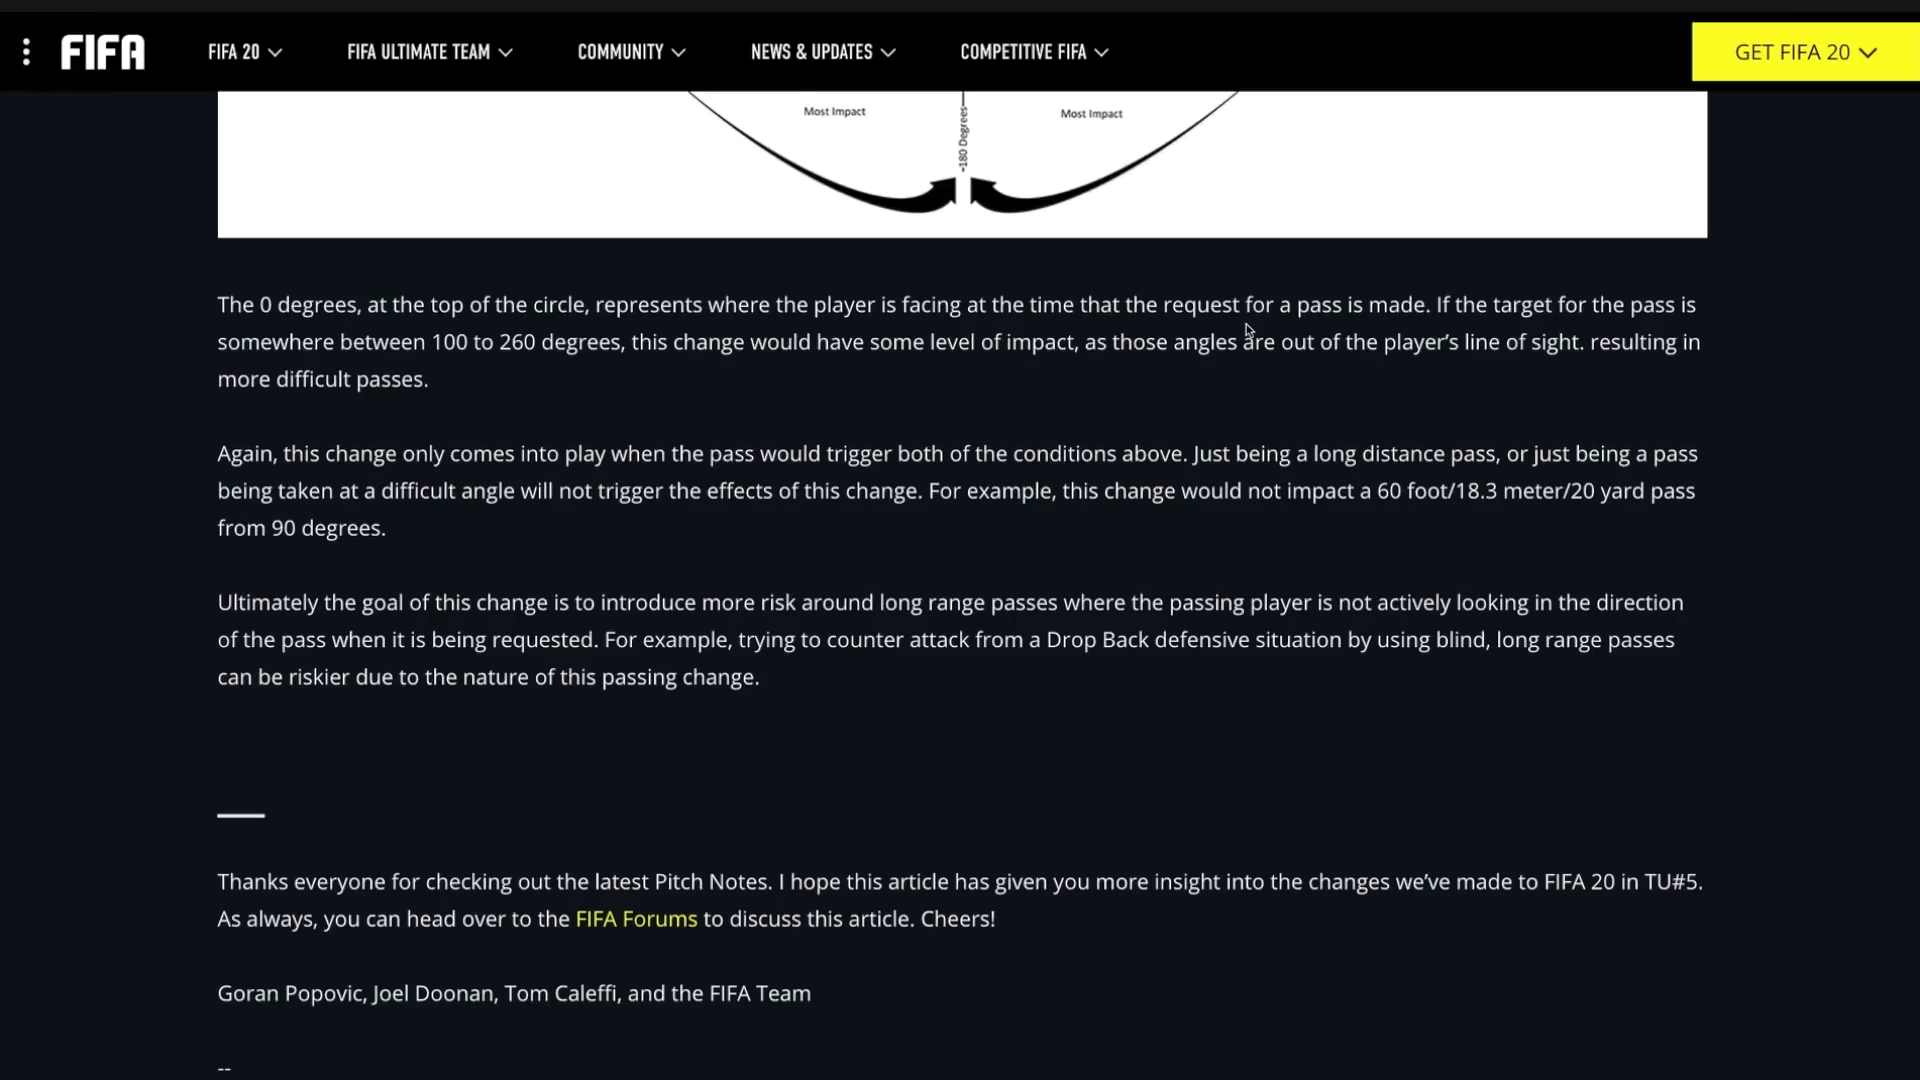 FIFA
FIFA 20
FIFA ULTIMATE TEAM
COMMUNITY
NEWS & UPDATES
COMPETITIVE FIFA
GET FIFA 20
Most Impact
-180 Degrees-
Most Impact
The 0 degrees, at the top of the circle, represents where the player is facing at the time that the request for a pass is made. If the target for the pass is
somewhere between 100 to 260 degrees, this change would have some level of impact, as those angles are out of the player's line of sight. resulting in
more difficult passes.
Again, this change only comes into play when the pass would trigger both of the conditions above. Just being a long distance pass, or just being a pass
being taken at a difficult angle will not trigger the effects of this change. For example, this change would not impact a 60 foot/18.3 meter/20 yard pass
from 90 degrees.
Ultimately the goal of this change is to introduce more risk around long range passes where the passing player is not actively looking in the direction
of the pass when it is being requested. For example, trying to counter attack from a Drop Back defensive situation by using blind, long range passes
can be riskier due to the nature of this passing change.
Thanks everyone for checking out the latest Pitch Notes. I hope this article has given you more insight into the changes we've made to FIFA 20 in TU#5.
As always, you can head over to the FIFA Forums to discuss this article. Cheers!
Goran Popovic, Joel Doonan, Tom Caleffi, and the FIFA Team
--